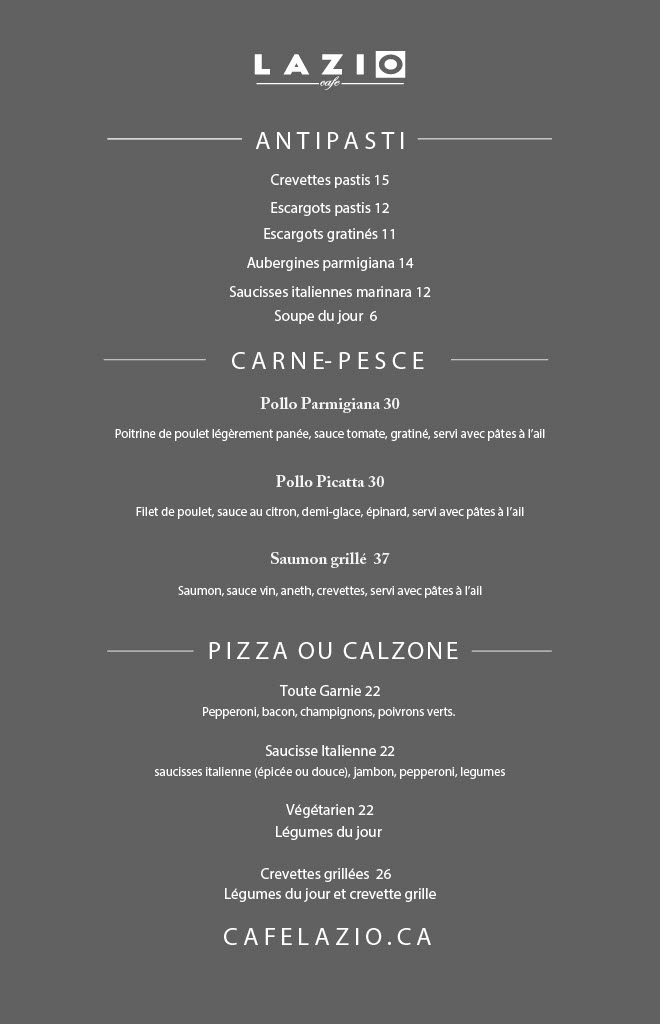 LAZIO
cafe
ANTIPASTI
Crevettes pastis 15
Escargots pastis 12
Escargots gratinés 11
Aubergines parmigiana 14
Saucisses italiennes marinara 12
Soupe du jour 6
CARNE-PESCE
Pollo Parmigiana 30
Poitrine de poulet légèrement panée, sauce tomate, gratiné, servi avec pâtes à l'ail
Pollo Picatta 30
Filet de poulet, sauce au citron, demi-glace, épinard, servi avec pâtes à l'ail
Saumon grillé 37
Saumon, sauce vin, aneth, crevettes, servi avec pâtes à l'ail
PIZZA OU CALZONE
Toute Garnie 22
Pepperoni, bacon, champignons, poivrons verts.
Saucisse Italienne 22
saucisses italienne (épicée ou douce), jambon, pepperoni, legumes
Végétarien 22
Légumes du jour
Crevettes grillées 26
Légumes du jour et crevette grille
CAFELAZIO.CA